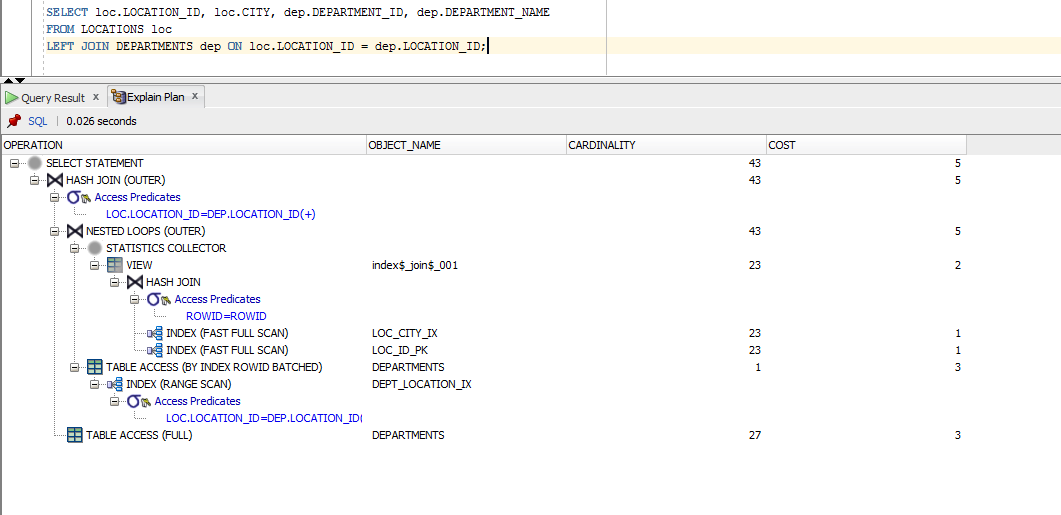 SELECT loc.LOCATION_ID, loc.CITY, dep.DEPARTMENT_ID, dep.DEPARTMENT_NAME
FROM LOCATIONS loc
LEFT JOIN DEPARTMENTS dep ON loc.LOCATION_ID = dep.LOCATION_ID;
Query Result x Explain Plan x
SQL | 0.026 seconds
OPERATION OBJECT_NAME CARDINALITY COST
SELECT STATEMENT 43 5
HASH JOIN (OUTER) 43 5
Access Predicates
LOC.LOCATION_ID=DEP.LOCATION_ID(+)
NESTED LOOPS (OUTER) 43 5
STATISTICS COLLECTOR
VIEW index$_join$_001 23 2
HASH JOIN
Access Predicates
ROWID=ROWID
INDEX (FAST FULL SCAN) LOC_CITY_IX 23 1
INDEX (FAST FULL SCAN) LOC_ID_PK 23 1
TABLE ACCESS (BY INDEX ROWID BATCHED) DEPARTMENTS 1 3
INDEX (RANGE SCAN) DEPT_LOCATION_IX
Access Predicates
LOC.LOCATION_ID=DEP.LOCATION_ID(
TABLE ACCESS (FULL) DEPARTMENTS 27 3